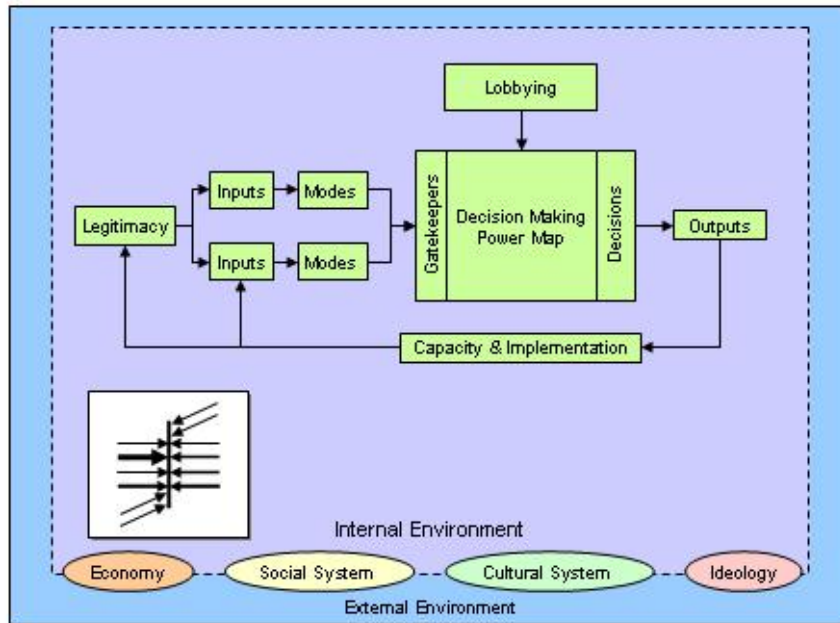 Lobbying
Inputs
Modes
Legitimacy
Inputs
Modes
Gatekeepers
Decision Making
Power Map
Decisions
Outputs
Capacity & Implementation
Internal Environment
Economy
Social System
Cultural System
Ideology
External Environment